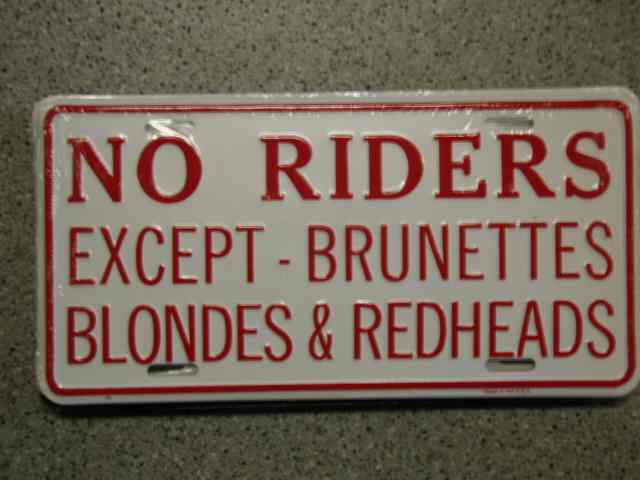 NO RIDERS
EXCEPT - BRUNETTES
BLONDES & REDHEADS